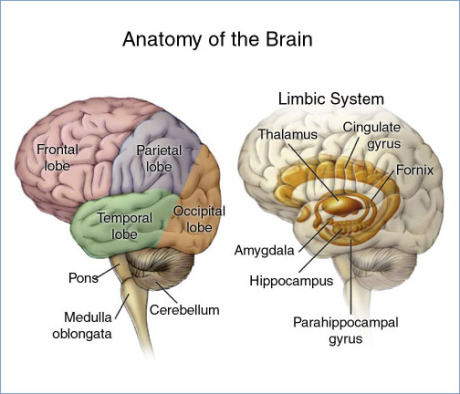 Anatomy of the Brain
Frontal
lobe
Parietal
lobe
Temporal
lobe
Occipital
lobe
Pons
Cerebellum
Medulla
oblongata
Limbic System
Thalamus
Cingulate
gyrus
Fornix
Amygdala
Hippocampus
Parahippocampal
gyrus